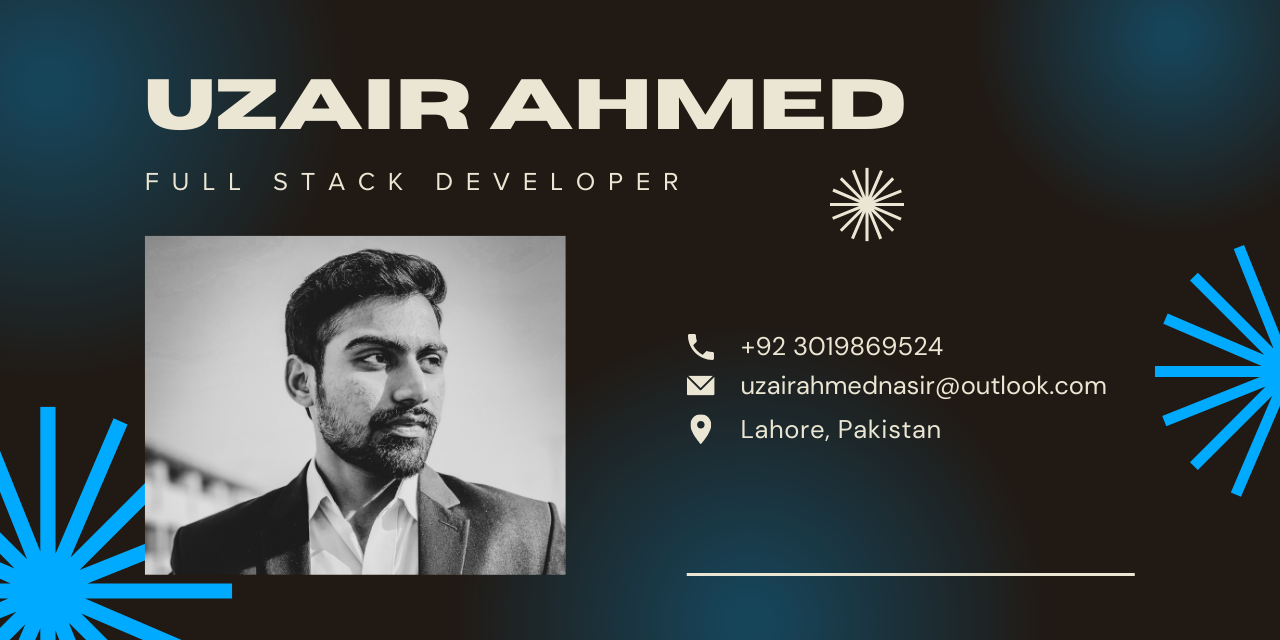 UZAIR AHMED
FULL STACK DEVELOPER
+92 3019869524
uzairahmednasir@outlook.com
Lahore, Pakistan